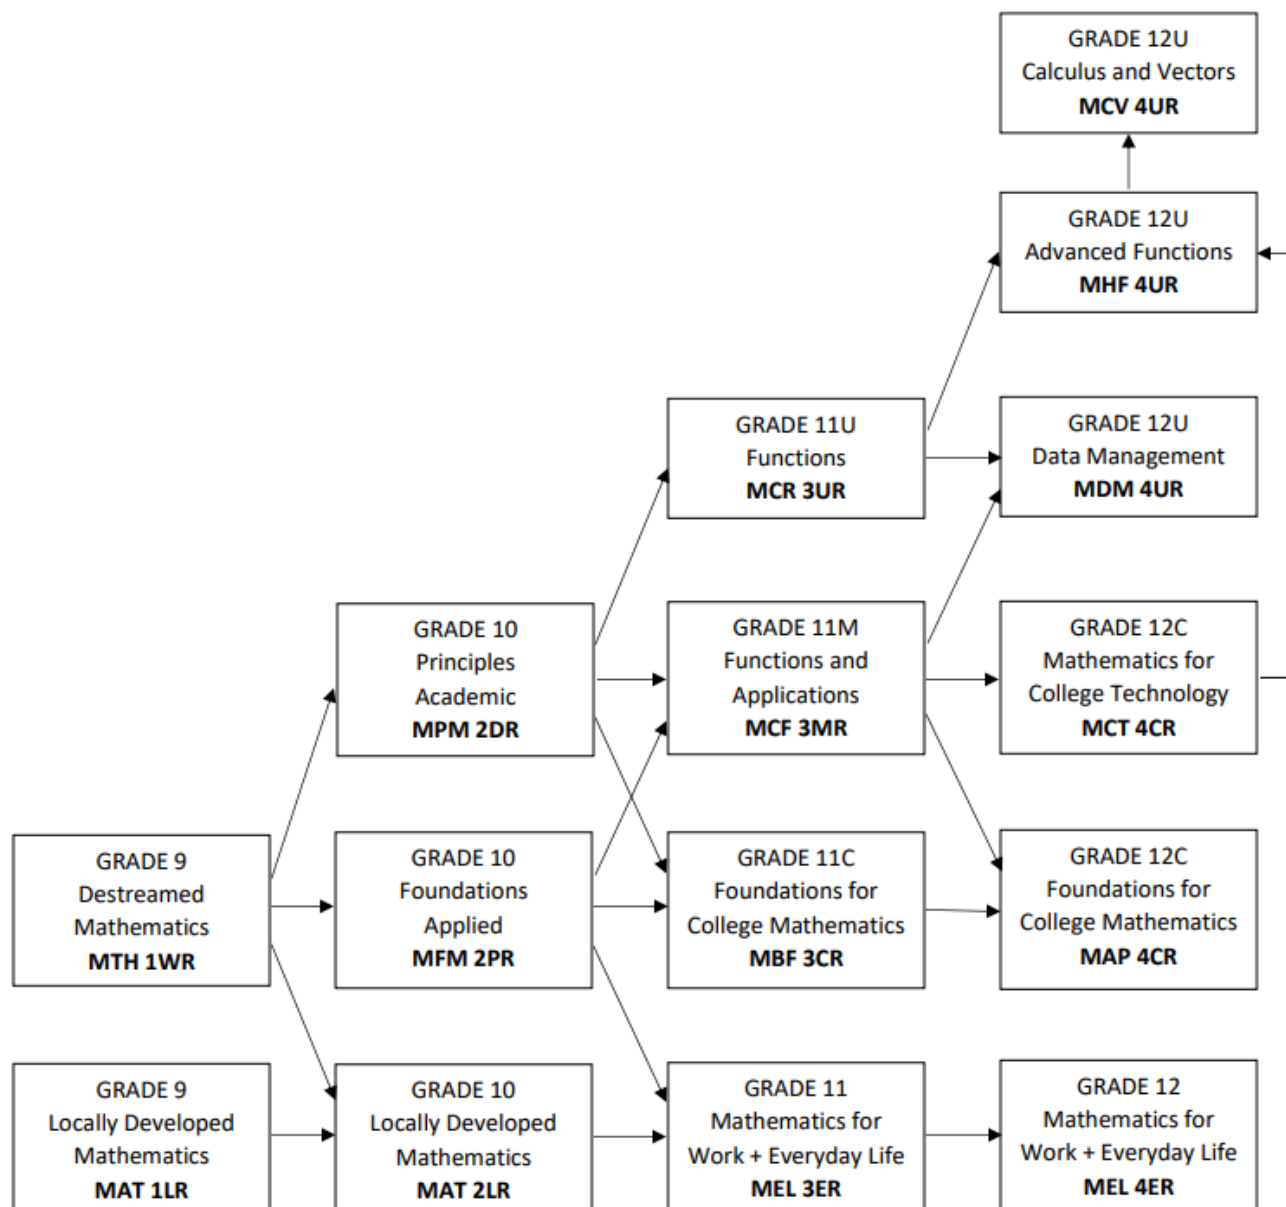 GRADE 12U
Calculus and Vectors
MCV 4UR
GRADE 12U
Advanced Functions
MHF 4UR
GRADE 11U
Functions
MCR 3UR
GRADE 12U
Data Management
MDM 4UR
GRADE 10
Principles
Academic
MPM 2DR
GRADE 11M
Functions and
Applications
MCF 3MR
GRADE 12C
Mathematics for
College Technology
MCT 4CR
GRADE 9
Destreamed
Mathematics
MTH 1WR
GRADE 10
Foundations
Applied
MFM 2PR
GRADE 11C
Foundations for
College Mathematics
MBF 3CR
GRADE 12C
Foundations for
College Mathematics
MAP 4CR
GRADE 9
Locally Developed
Mathematics
MAT 1LR
GRADE 10
Locally Developed
Mathematics
MAT 2LR
GRADE 11
Mathematics for
Work + Everyday Life
MEL 3ER
GRADE 12
Mathematics for
Work + Everyday Life
MEL 4ER